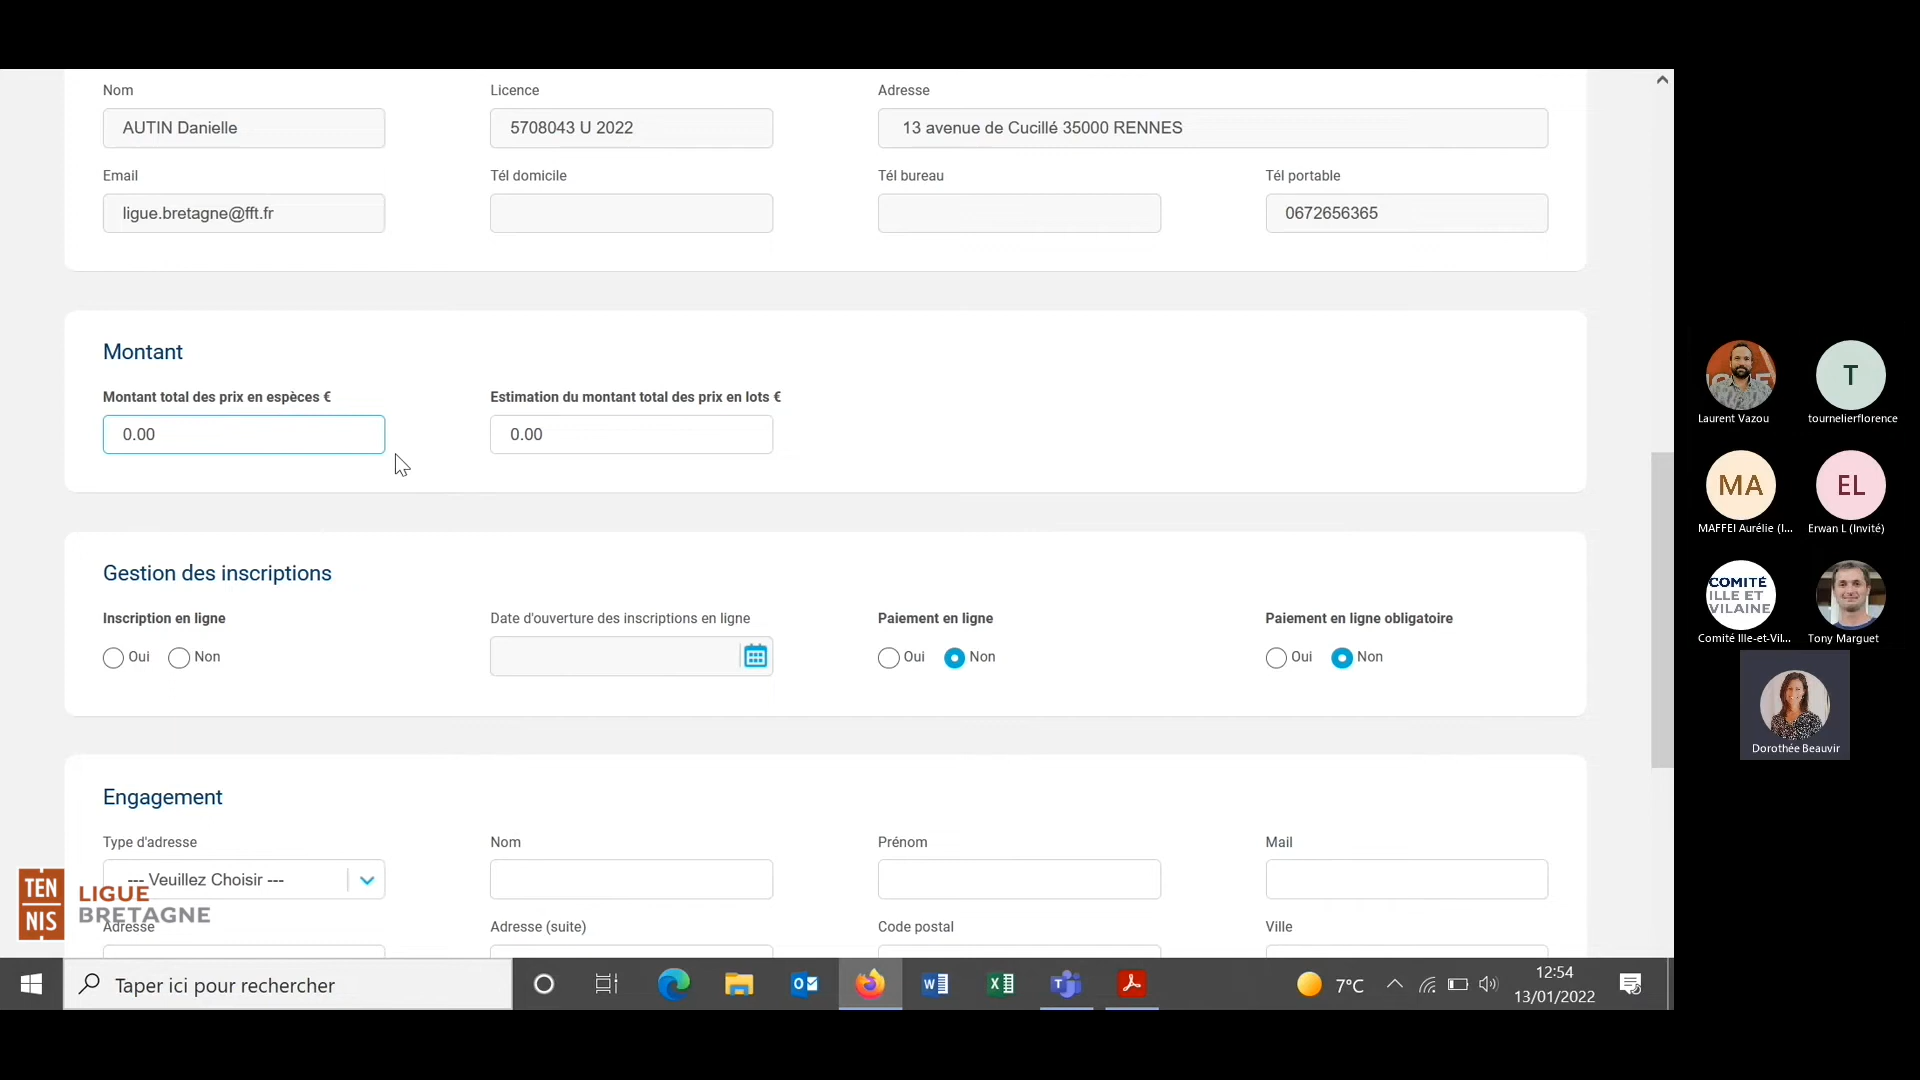 Nom
Licence
Adresse
AUTIN Danielle
5708043 U 2022
13 avenue de Cucillé 35000 RENNES
Email
Tél domicile
Tél bureau
Tél portable
ligue.bretagne@fft.fr
0672656365
Montant
Montant total des prix en espèces €
Estimation du montant total des prix en lots €
0.00
0.00
Gestion des inscriptions
Inscription en ligne
Date d'ouverture des inscriptions en ligne
Paiement en ligne
Paiement en ligne obligatoire
Oui
Non
Oui
Non
Oui
Non
Engagement
Type d'adresse
Nom
Prénom
Mail
--- Veuillez Choisir ---
Adresse
Adresse (suite)
Code postal
Ville
TEN
NIS
LIGUE
BRETAGNE
Taper ici pour rechercher
7°C
12:54
13/01/2022
Laurent Vazou
T
tournelierflorence
MA
MAFFEI Aurélie (I...
EL
Erwan L (Invité)
COMITÉ
ILLE ET
VILAINE
Comité Ille-et-Vil...
Tony Marguet
Dorothée Beauvir